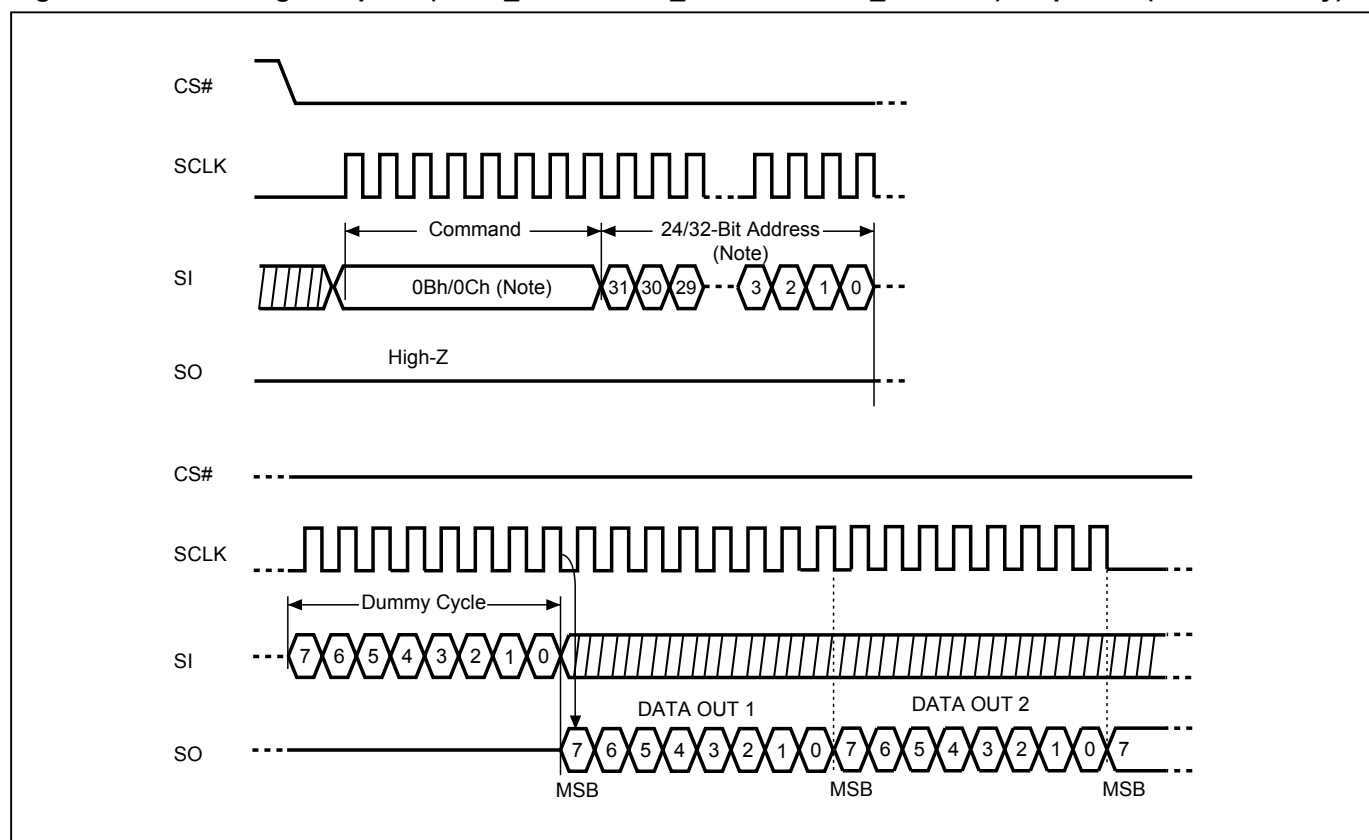 CS#
SCLK
Command
24/32-Bit Address
(Note)
SI
0Bh/0Ch (Note)
31 30 29 3 2 1 0
High-Z
SO
CS#
SCLK
Dummy Cycle
SI
7 6 5 4 3 2 1 0
DATA OUT 1
DATA OUT 2
SO
7 6 5 4 3 2 1 0 7 6 5 4 3 2 1 0 7
MSB MSB MSB